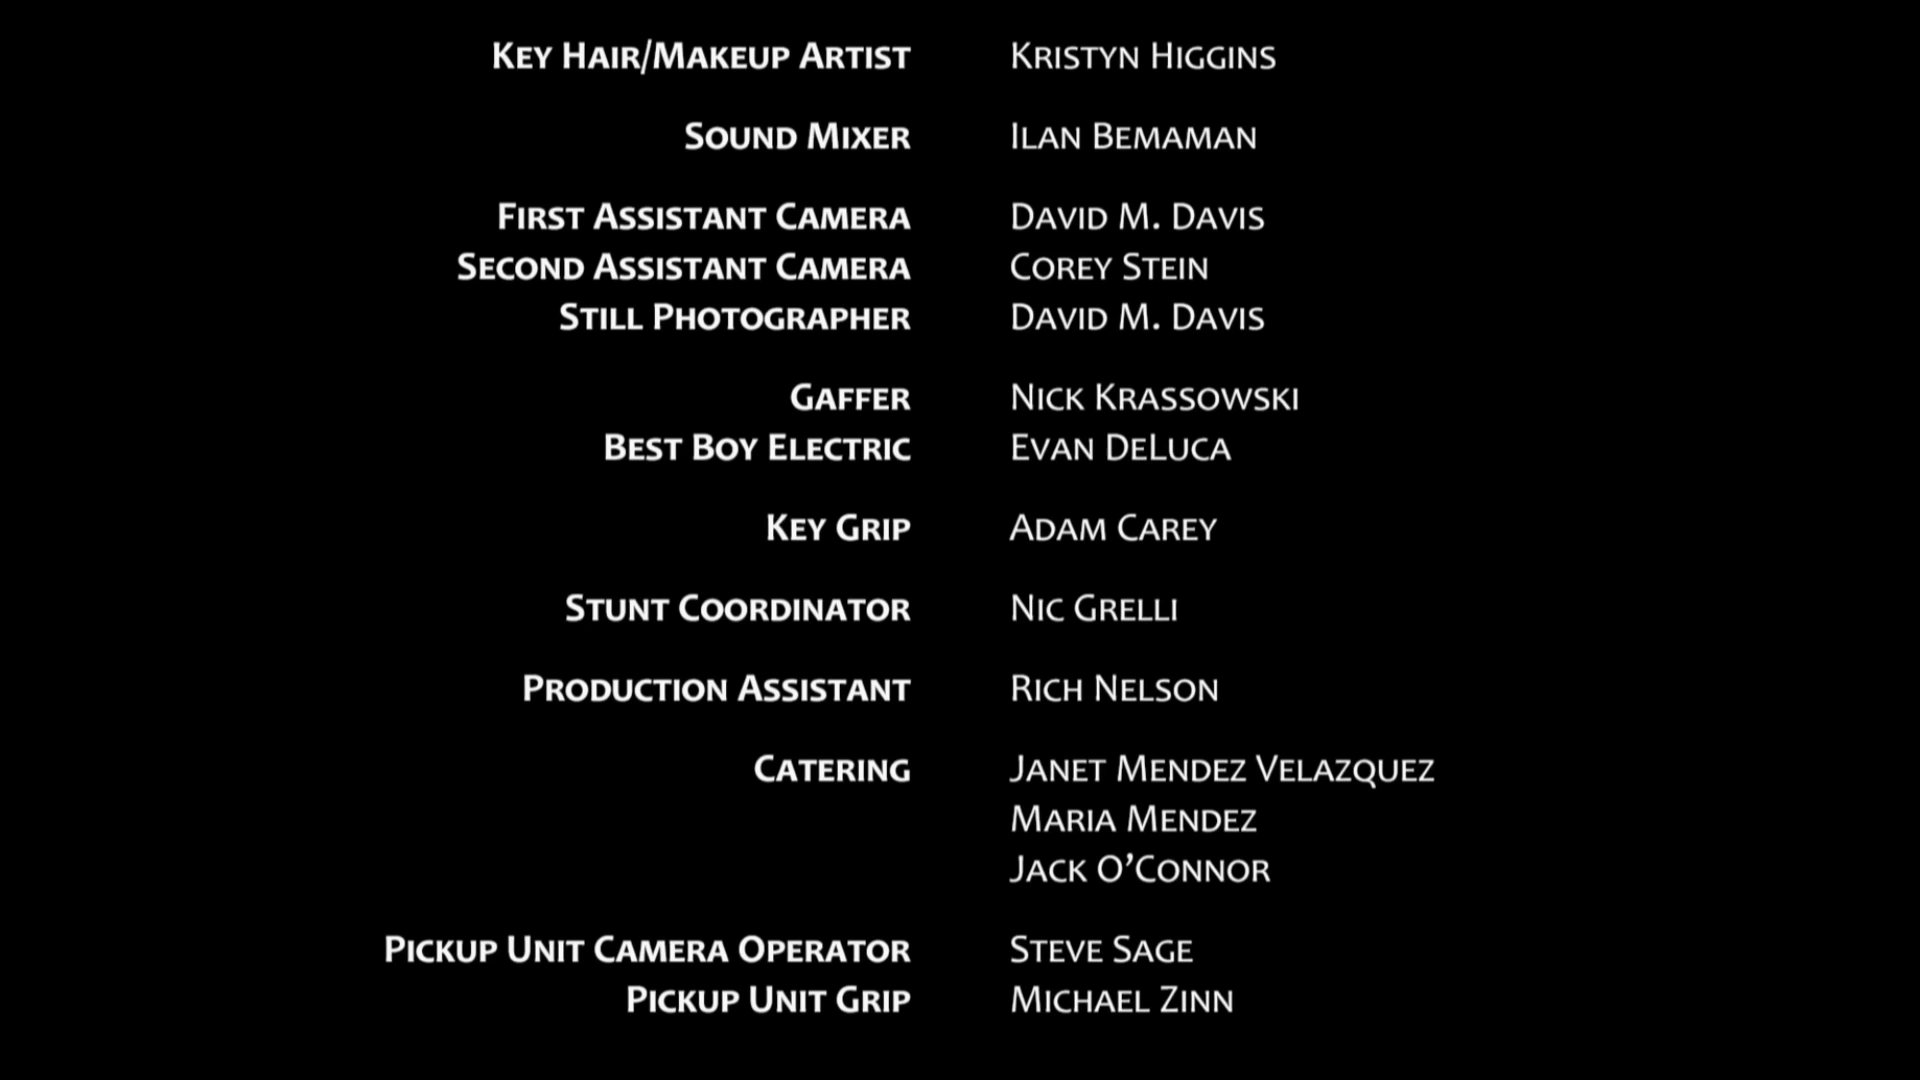 Key Hair/Makeup Artist Kristyn Higgins
Sound Mixer Ilan Bemaman
First Assistant Camera David M. Davis
Second Assistant Camera Corey Stein
Still Photographer David M. Davis
Gaffer Nick Krassowski
Best Boy Electric Evan DeLuca
Key Grip Adam Carey
Stunt Coordinator Nic Grelli
Production Assistant Rich Nelson
Catering Janet Mendez Velazquez
Maria Mendez
Jack O’Connor
Pickup Unit Camera Operator Steve Sage
Pickup Unit Grip Michael Zinn